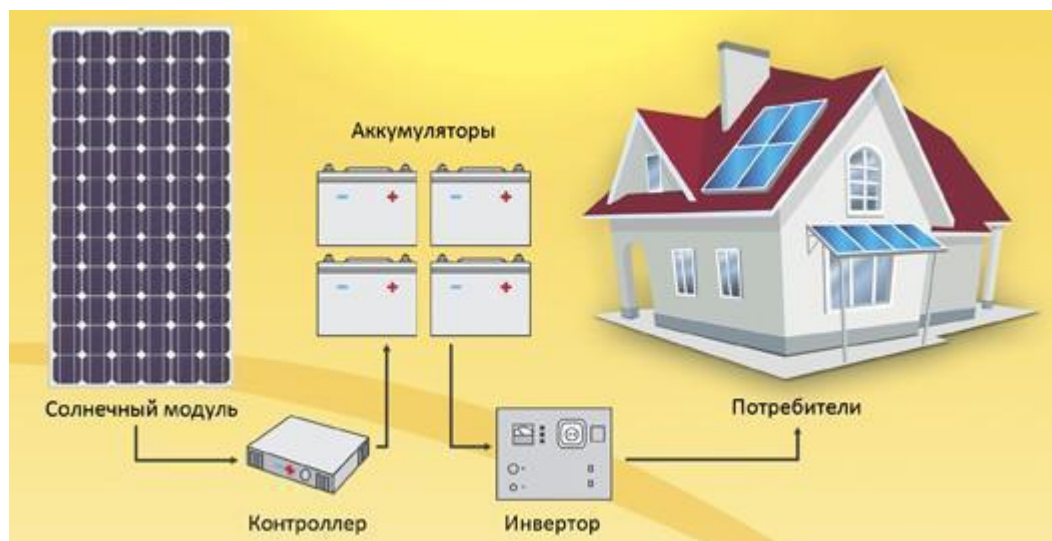 Аккумуляторы
Солнечный модуль
Потребители
Контроллер
Инвертор